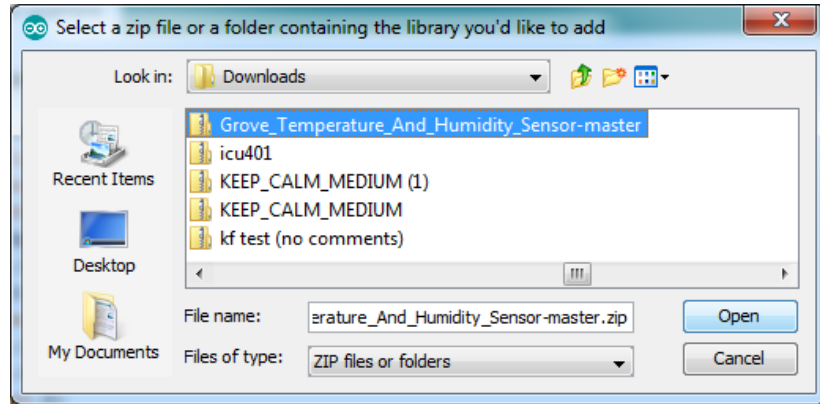 Select a zip file or a folder containing the library you'd like to add
Look in:
Downloads
Recent Items
Desktop
My Documents
Grove_Temperature_And_Humidity_Sensor-master
icu401
KEEP_CALM_MEDIUM (1)
KEEP_CALM_MEDIUM
kf test (no comments)
File name:
erature_And_Humidity_Sensor-master.zip
Open
Files of type:
ZIP files or folders
Cancel